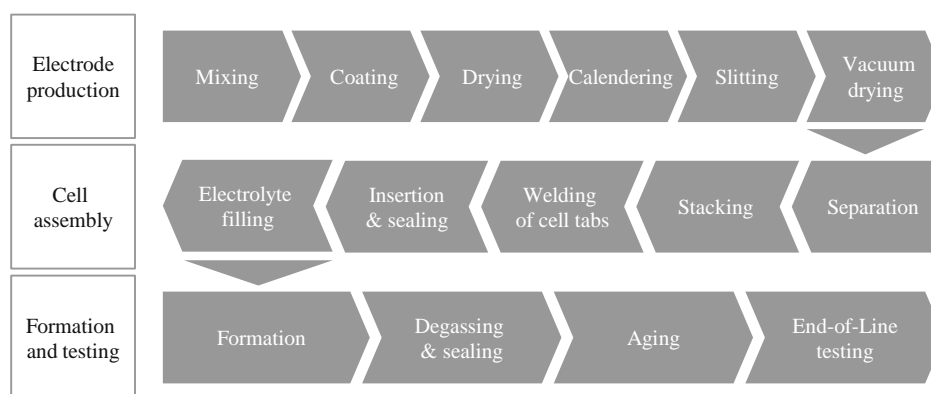 Electrode
production
Mixing
Coating
Drying
Calendering
Slitting
Vacuum
drying
Cell
assembly
Electrolyte
filling
Insertion
& sealing
Welding
of cell tabs
Stacking
Separation
Formation
and testing
Formation
Degassing
& sealing
Aging
End-of-Line
testing